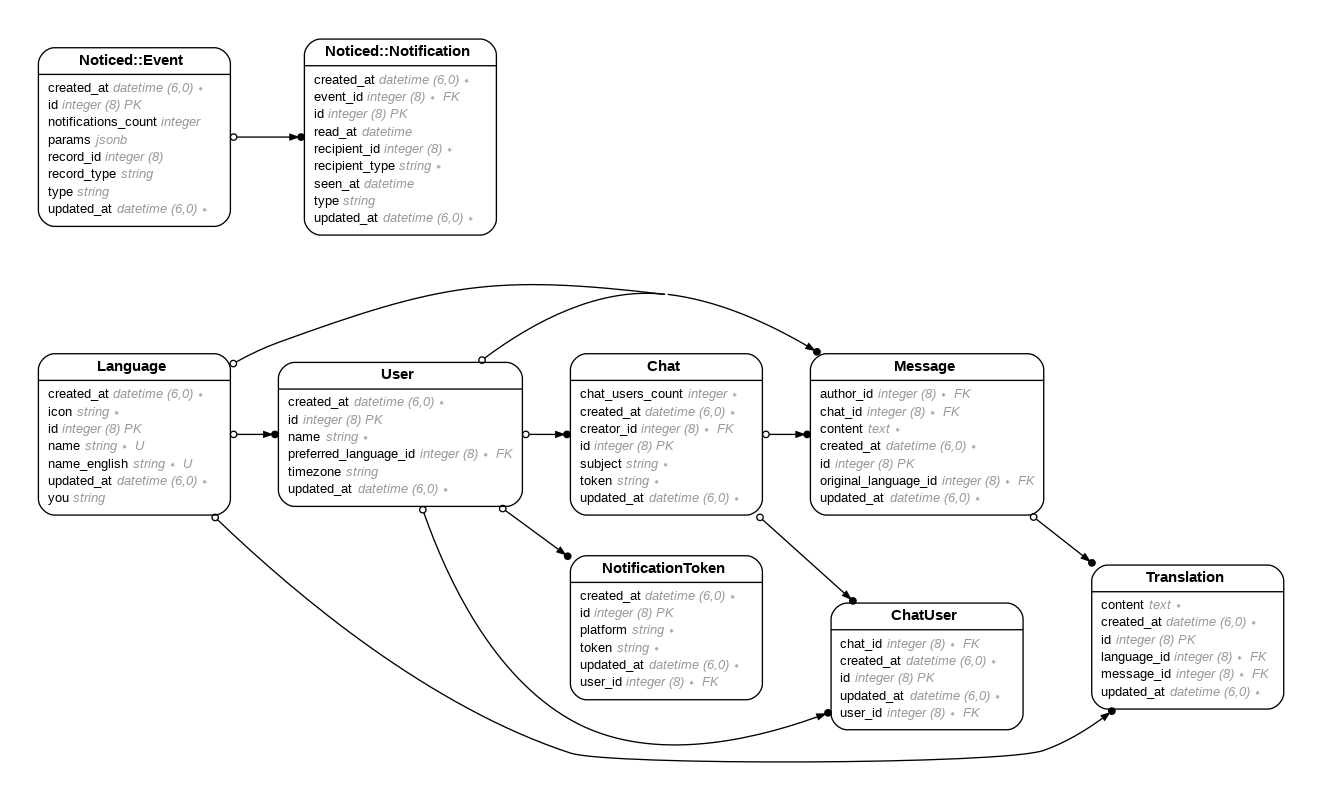 Noticed::Event
created_at datetime (6,0) ∗
id integer (8) PK
notifications_count integer
params jsonb
record_id integer (8)
record_type string
type string
updated_at datetime (6,0) ∗
Noticed::Notification
created_at datetime (6,0) ∗
event_id integer (8) ∗ FK
id integer (8) PK
read_at datetime
recipient_id integer (8) ∗
recipient_type string ∗
seen_at datetime
type string
updated_at datetime (6,0) ∗
Language
created_at datetime (6,0) ∗
icon string ∗
id integer (8) PK
name string ∗ U
name_english string ∗ U
updated_at datetime (6,0) ∗
you string
User
created_at datetime (6,0) ∗
id integer (8) PK
name string ∗
preferred_language_id integer (8) ∗ FK
timezone string
updated_at datetime (6,0) ∗
Chat
chat_users_count integer ∗
created_at datetime (6,0) ∗
creator_id integer (8) ∗ FK
id integer (8) PK
subject string ∗
token string ∗
updated_at datetime (6,0) ∗
Message
author_id integer (8) ∗ FK
chat_id integer (8) ∗ FK
content text ∗
created_at datetime (6,0) ∗
id integer (8) PK
original_language_id integer (8) ∗ FK
updated_at datetime (6,0) ∗
NotificationToken
created_at datetime (6,0) ∗
id integer (8) PK
platform string ∗
token string ∗
updated_at datetime (6,0) ∗
user_id integer (8) ∗ FK
ChatUser
chat_id integer (8) ∗ FK
created_at datetime (6,0) ∗
id integer (8) PK
updated_at datetime (6,0) ∗
user_id integer (8) ∗ FK
Translation
content text ∗
created_at datetime (6,0) ∗
id integer (8) PK
language_id integer (8) ∗ FK
message_id integer (8) ∗ FK
updated_at datetime (6,0) ∗